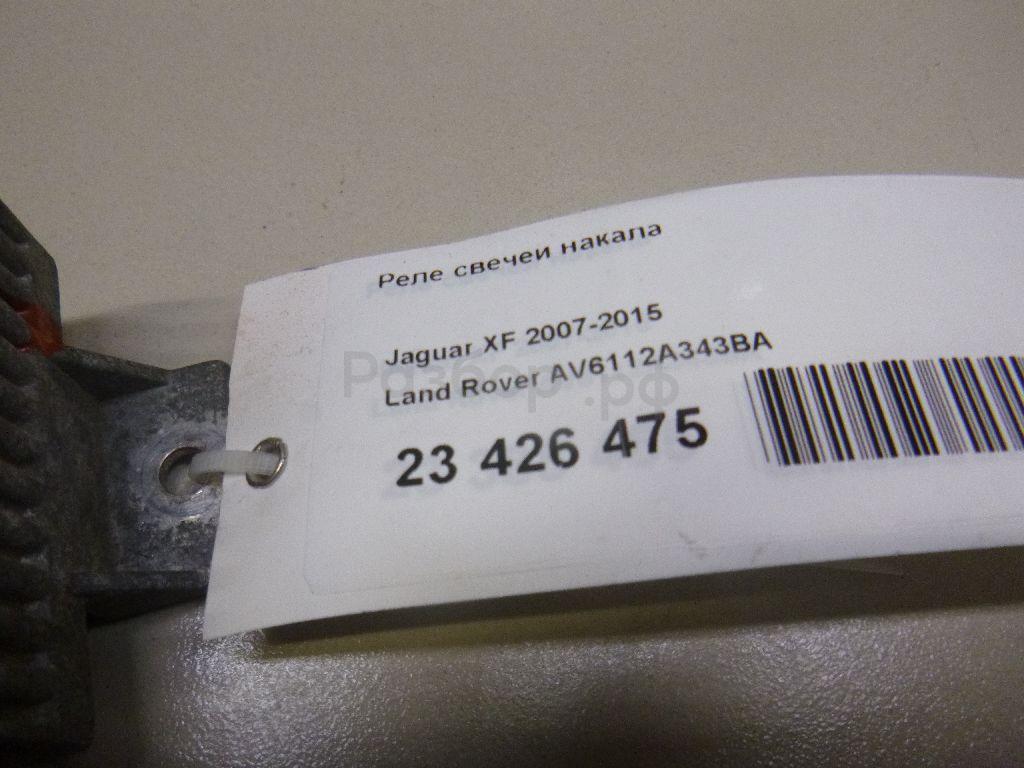 Реле свечей накала
Jaguar XF 2007-2015
Land Rover AV6112A343BA
23 426 475
Разбор.рф